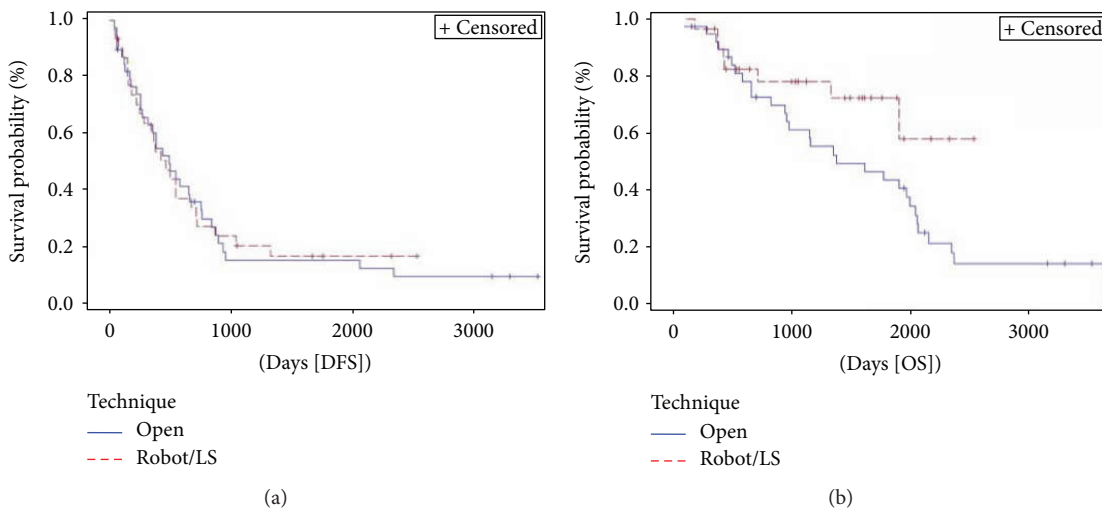 Survival probability (%)
1.0
0.8
0.6
0.4
0.2
0.0
+ Censored
0
1000
2000
3000
(Days [DFS])
Technique
Open
Robot/LS
(a)
Survival probability (%)
1.0
0.8
0.6
0.4
0.2
0.0
+ Censored
0
1000
2000
3000
(Days [OS])
Technique
Open
Robot/LS
(b)